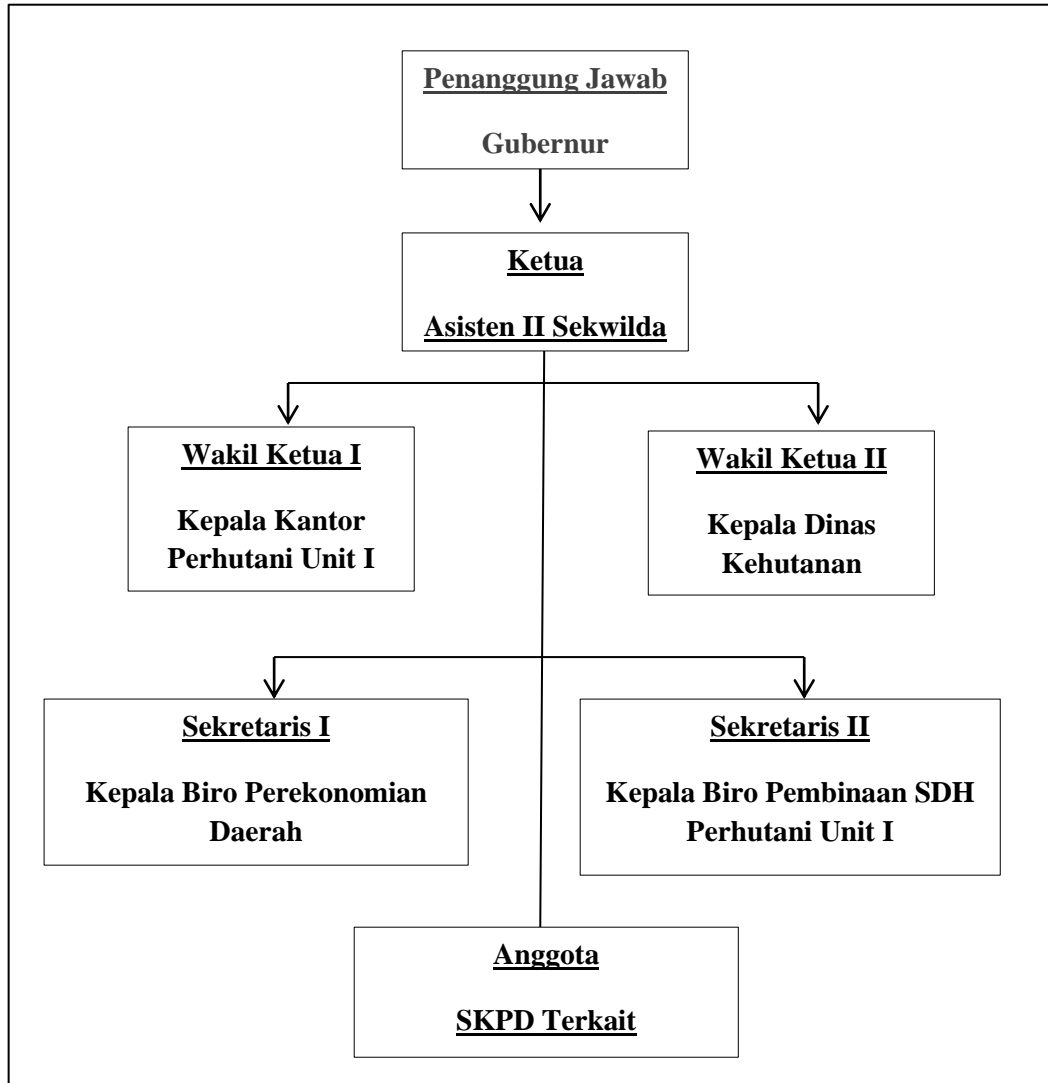 Penanggung Jawab
Gubernur
Ketua
Asisten II Sekwilda
Wakil Ketua I
Kepala Kantor
Perhutani Unit I
Wakil Ketua II
Kepala Dinas
Kehutanan
Sekretaris I
Kepala Biro Perekonomian
Daerah
Sekretaris II
Kepala Biro Pembinaan SDH
Perhutani Unit I
Anggota
SKPD Terkait